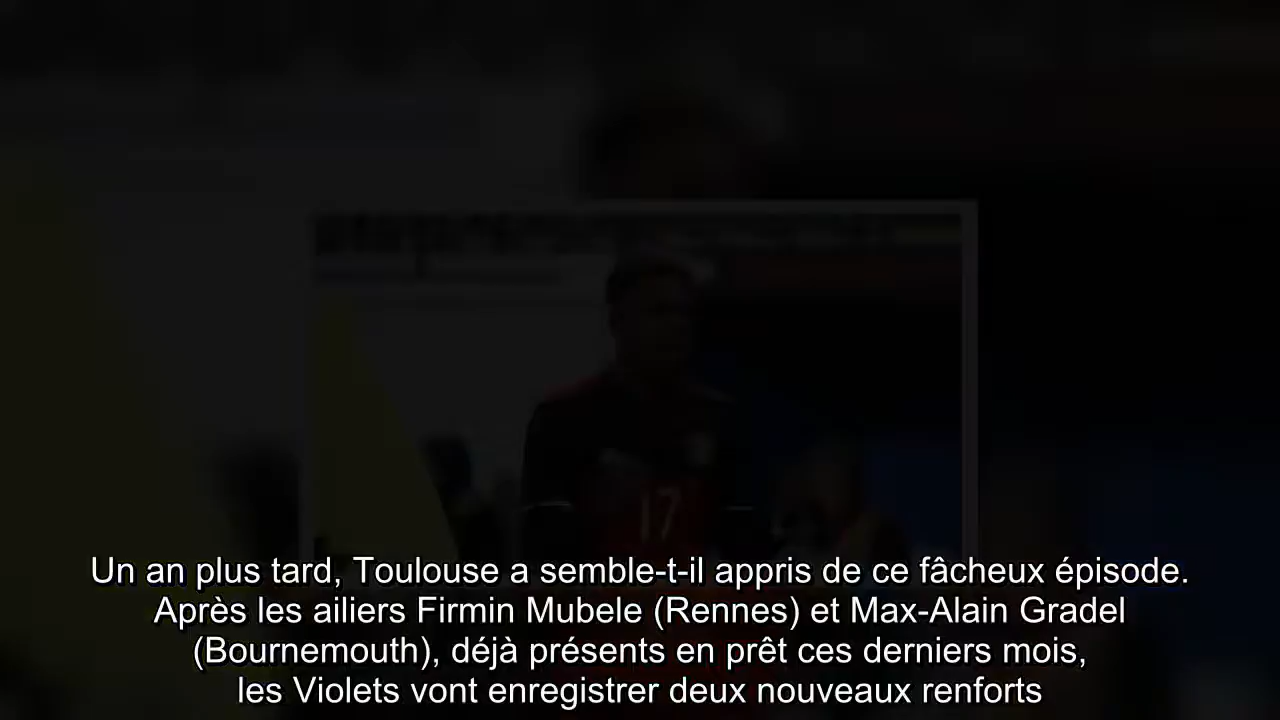 17
Un an plus tard, Toulouse a semble-t-il appris de ce fâcheux épisode.
Après les ailiers Firmin Mubele (Rennes) et Max-Alain Gradel
(Bournemouth), déjà présents en prêt ces derniers mois,
les Violets vont enregistrer deux nouveaux renforts